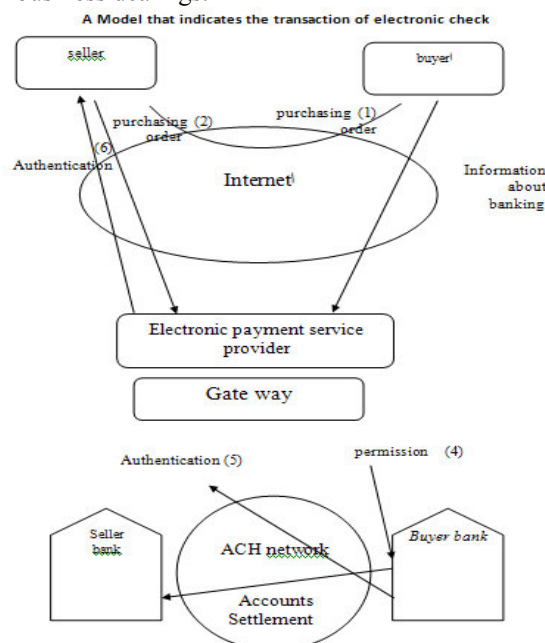 A Model that indicates the transaction of electronic check
seller
buyer
purchasing (2)
order
purchasing (1)
order
(6)
Authentication
Internet
Information
about
banking
Electronic payment service
provider
Gate way
permission (4)
Authentication (5)
Seller
bank
Buyer bank
ACH network
Accounts
Settlement